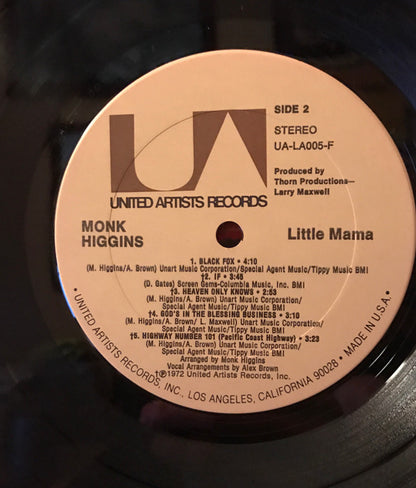 UA
SIDE 2
STEREO
UA-LA005-F
Produced by
Thorn Productions—
Larry Maxwell
UNITED ARTISTS RECORDS
MONK
HIGGINS
Little Mama
1. BLACK FOX • 4:10
(M. Higgins/A. Brown) Unart Music Corporation/Special Agent Music/Tippy Music BMI
†2. IF • 3:45
(D. Gates) Screen Gems-Columbia Music, Inc. BMI
†3. HEAVEN ONLY KNOWS • 2:53
(M. Higgins/A. Brown) Unart Music Corporation/
Special Agent Music/Tippy Music BMI
†4. GOD'S IN THE BLESSING BUSINESS • 3:10
(M. Higgins/A. Brown/ L. Maxwell) Unart Music Corporation/
Special Agent Music/Tippy Music BMI
†5. HIGHWAY NUMBER 101 (Pacific Coast Highway) • 3:23
(M. Higgins/A. Brown) Unart Music Corporation/
Special Agent Music/Tippy Music BMI
Arranged by Monk Higgins
Vocal Arrangements by Alex Brown
†℗1972 United Artists Records, Inc.
• UNITED ARTISTS RECORDS, INC., LOS ANGELES, CALIFORNIA 90028 • MADE IN U.S.A. •